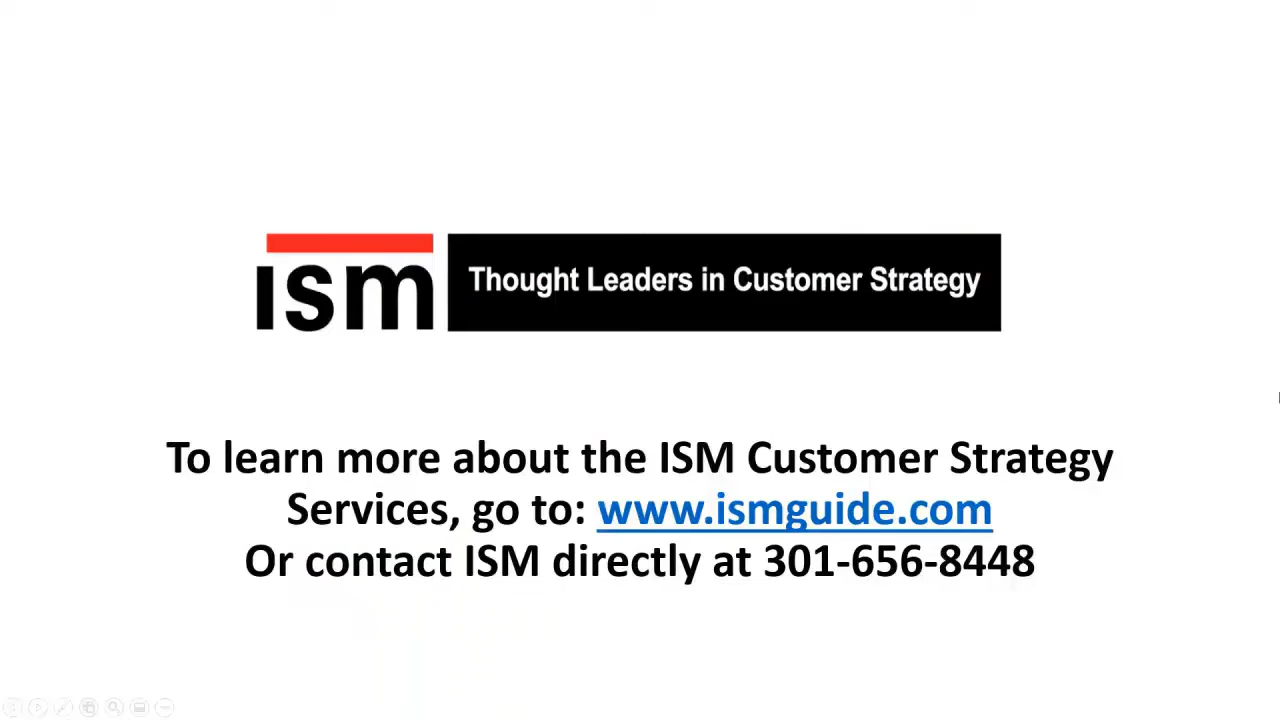 ism Thought Leaders in Customer Strategy
To learn more about the ISM Customer Strategy
Services, go to: www.ismguide.com
Or contact ISM directly at 301-656-8448